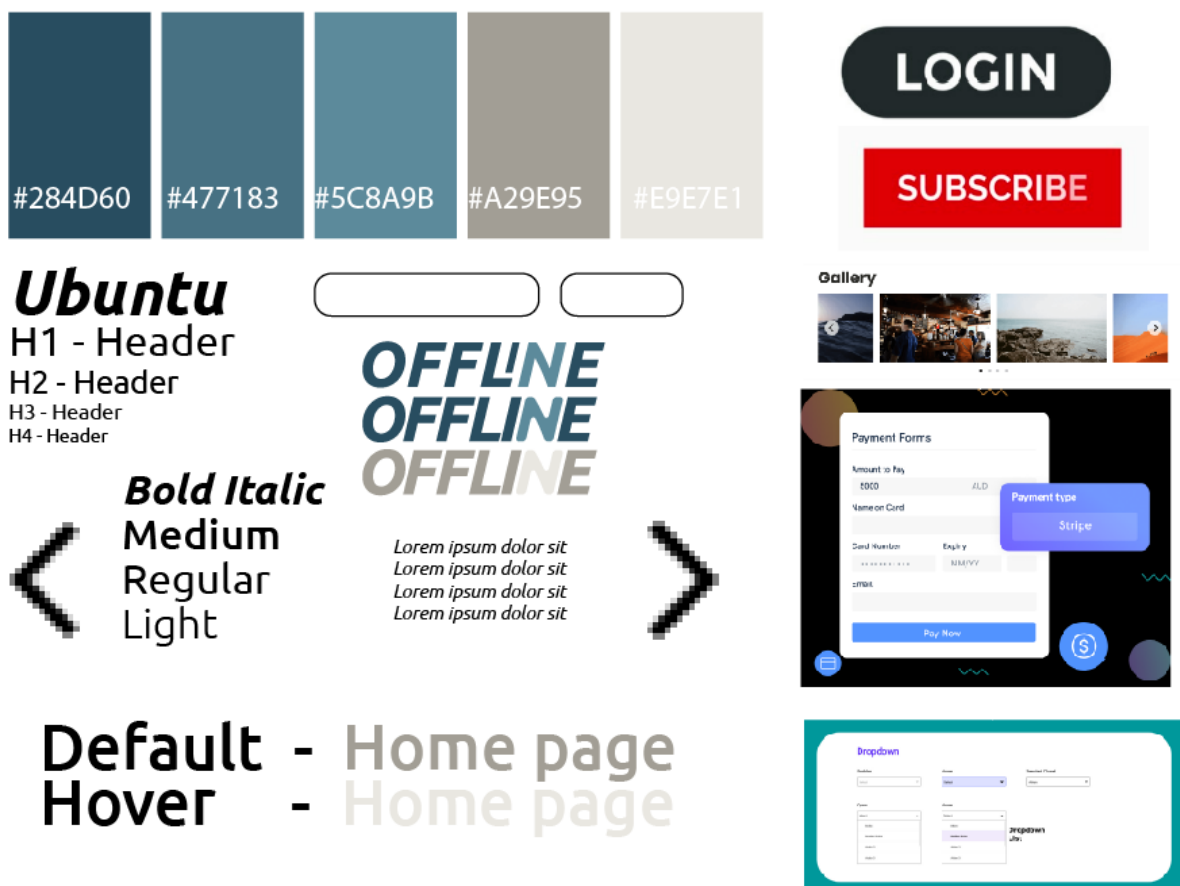 #284D60
#477183
#5C8A9B
#A29E95
#E9E7E1
LOGIN
SUBSCRIBE
Ubuntu
H1 - Header
H2 - Header
H3 - Header
H4 - Header
OFFLINE
OFFLINE
OFFLINE
Bold Italic
Medium
Regular
Light
Lorem ipsum dolor sit
Lorem ipsum dolor sit
Lorem ipsum dolor sit
Lorem ipsum dolor sit
Default - Home page
Hover - Home page
Gallery
Payment Forms
Amount to Pay
Name on Card
Card Number
Expiry
MM/YY
Email
Pay Now
Payment type
Stripe
$
Dropdown
Dropdown